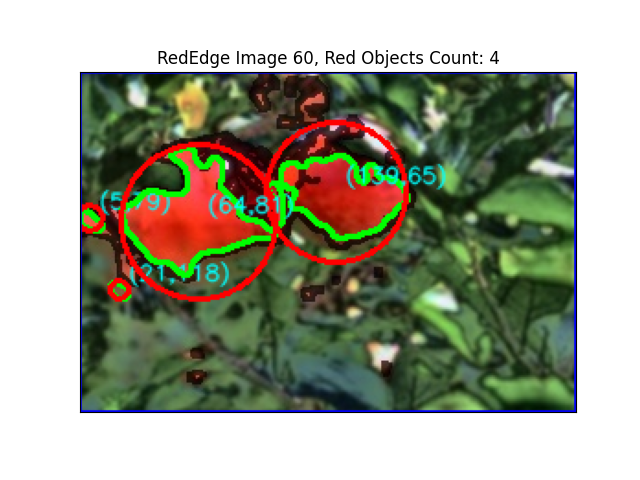 RedEdge Image 60, Red Objects Count: 4
(139,65)
(5,79) (64,81)
(21,118)